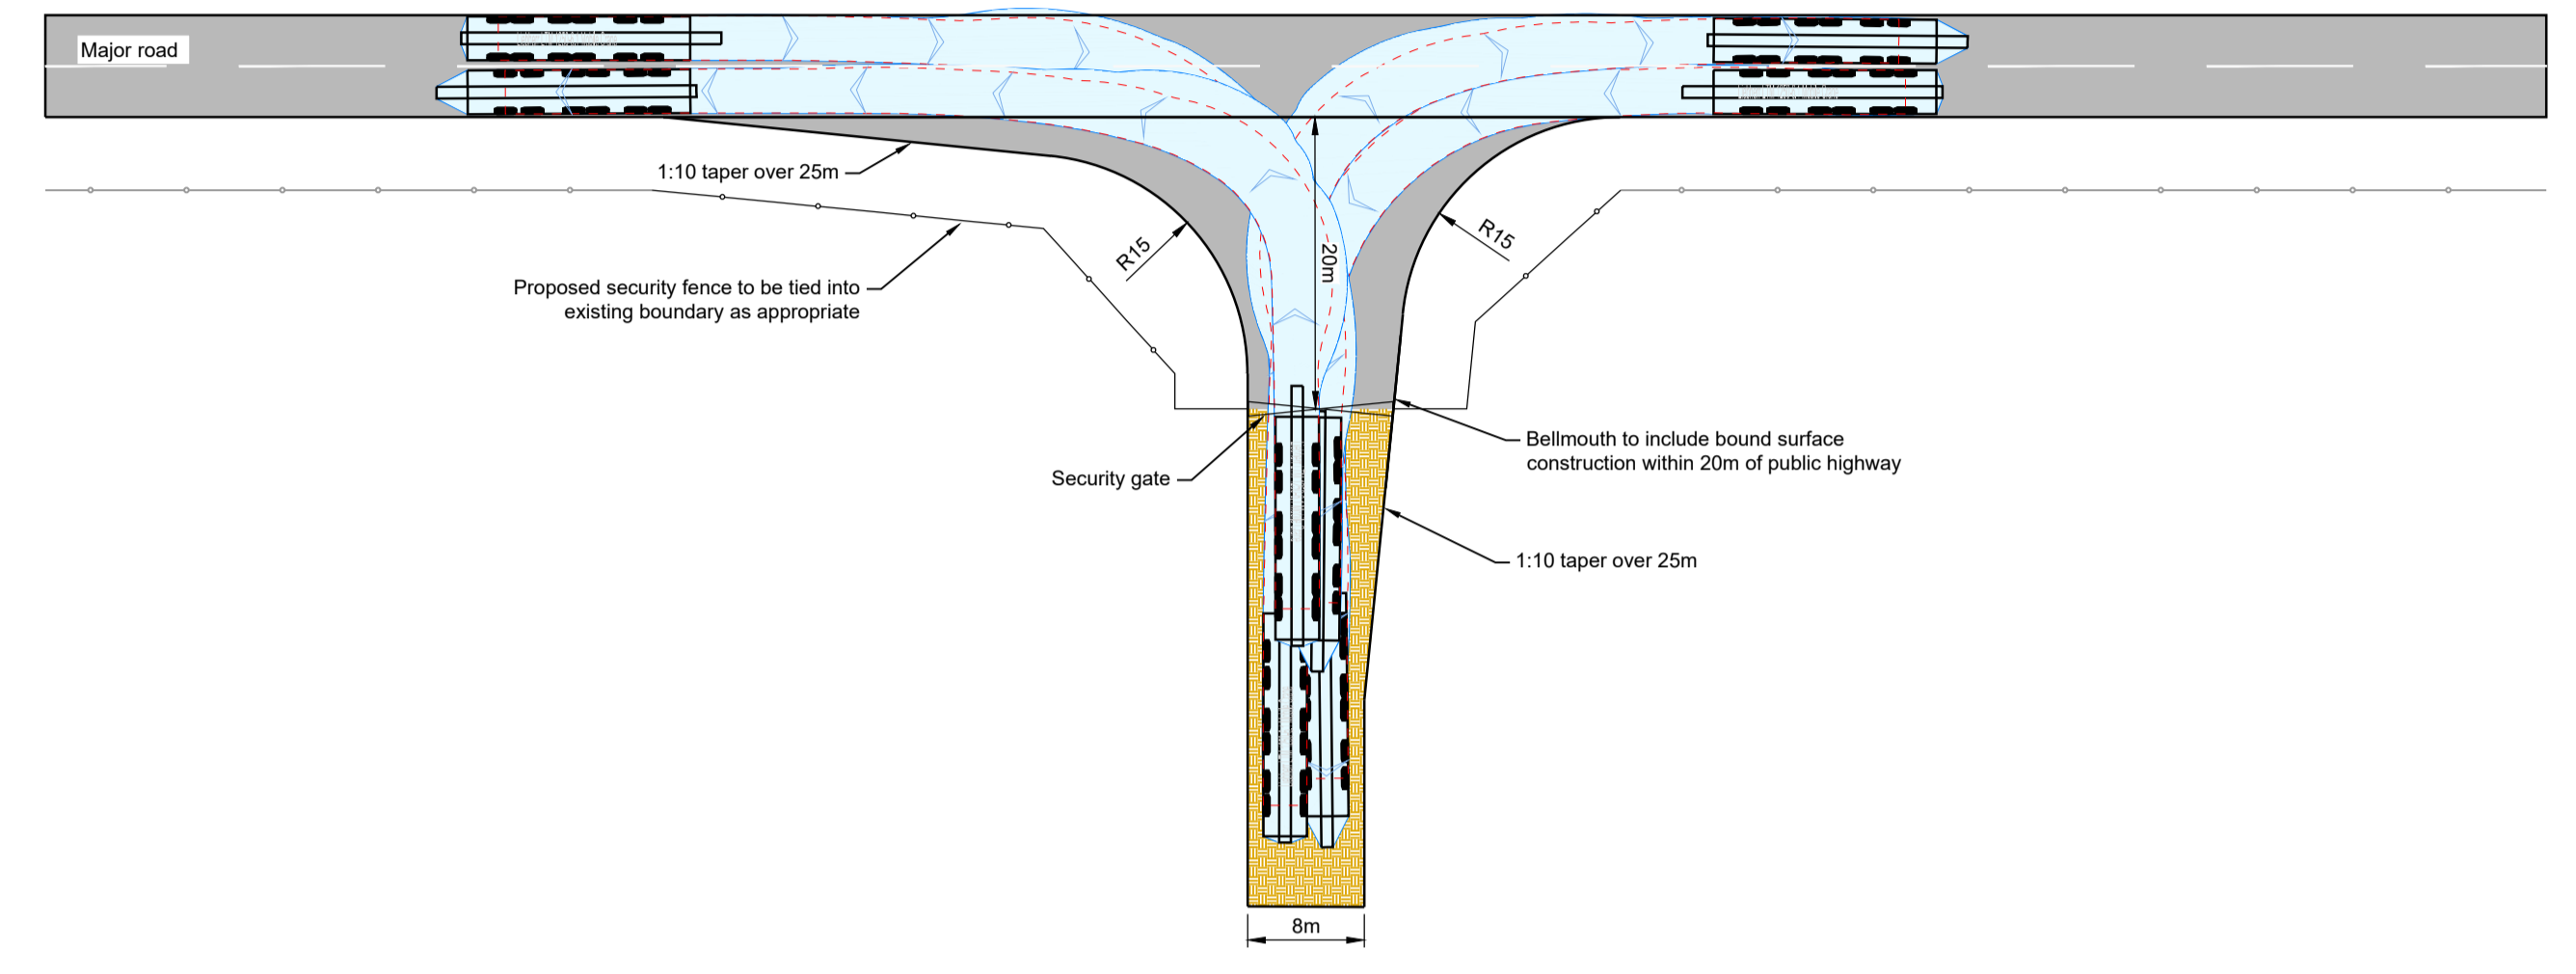 Major road
1:10 taper over 25m
R15
R15
20m
Proposed security fence to be tied into
existing boundary as appropriate
Security gate
Bellmouth to include bound surface
construction within 20m of public highway
1:10 taper over 25m
8m